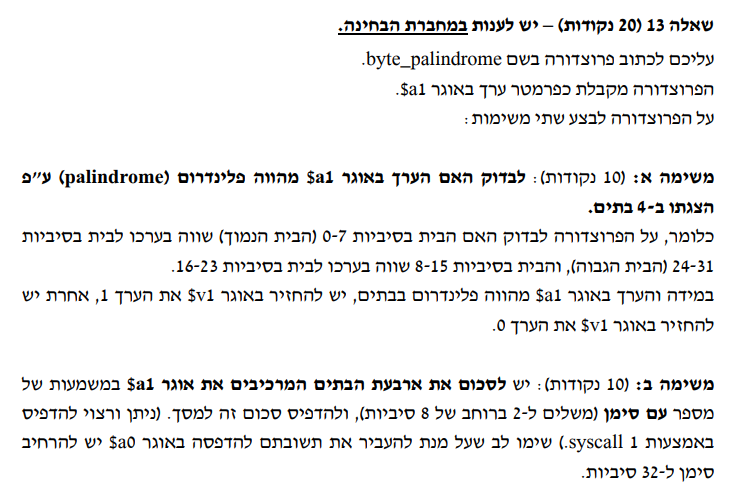 שאלה 13 (20 נקודות) – יש לענות במחברת הבחינה.
עליכם לכתוב פרוצדורה בשם byte_palindrome.
הפרוצדורה מקבלת כפרמטר ערך באוגר $a1.
על הפרוצדורה לבצע שתי משימות:
משימה א: (10 נקודות): לבדוק האם הערך באוגר $a1 מהווה פלינדרום (palindrome) ע״פ
הצגתו ב-4 בתים.
כלומר, על הפרוצדורה לבדוק האם הבית בסיביות 0-7 (הבית הנמוך) שווה בערכו לבית בסיביות
24-31 (הבית הגבוה), והבית בסיביות 8-15 שווה בערכו לבית בסיביות 16-23.
במידה והערך באוגר $a1 מהווה פלינדרום בבתים, יש להחזיר באוגר $v1 את הערך 1, אחרת יש
להחזיר באוגר $v1 את הערך 0.
משימה ב: (10 נקודות): יש לסכום את ארבעת הבתים המרכיבים את אוגר $a1 במשמעות של
מספר עם סימן (משלים ל-2 ברוחב של 8 סיביות), ולהדפיס סכום זה למסך. (ניתן ורצוי להדפיס
באמצעות syscall 1.) שימו לב שעל מנת להעביר את תשובתם להדפסה באוגר $a0 יש להרחיב
סימן ל-32 סיביות.